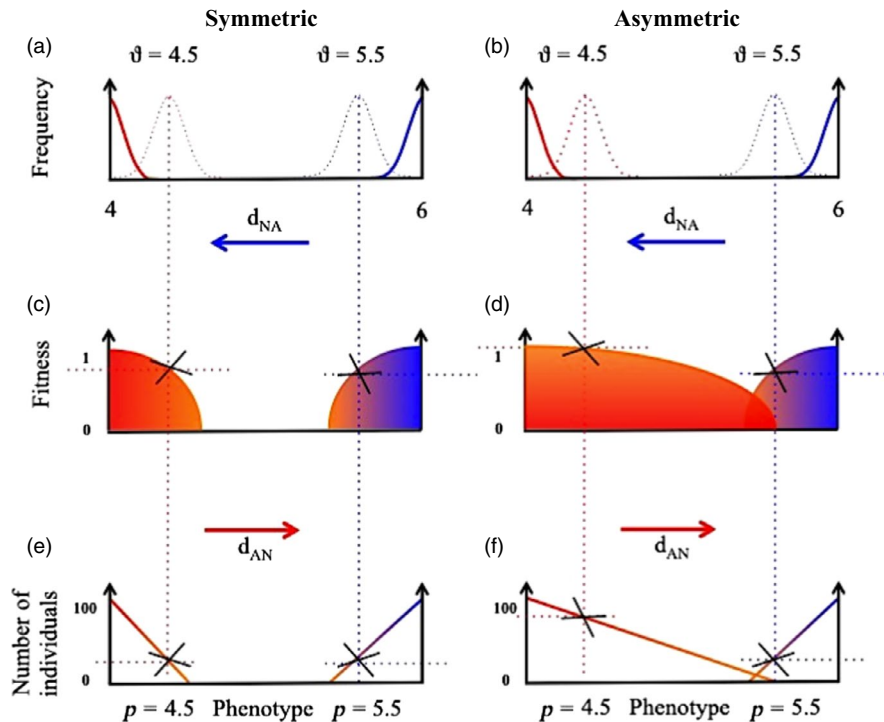 Symmetric
Asymmetric
(a)
ϑ = 4.5
ϑ = 5.5
(b)
ϑ = 4.5
ϑ = 5.5
Frequency
4
6
4
6
d_NA
d_NA
(c)
(d)
Fitness
1
0
1
0
d_AN
d_AN
(e)
(f)
Number of
individuals
100
0
100
0
p = 4.5 Phenotype p = 5.5
p = 4.5 Phenotype p = 5.5